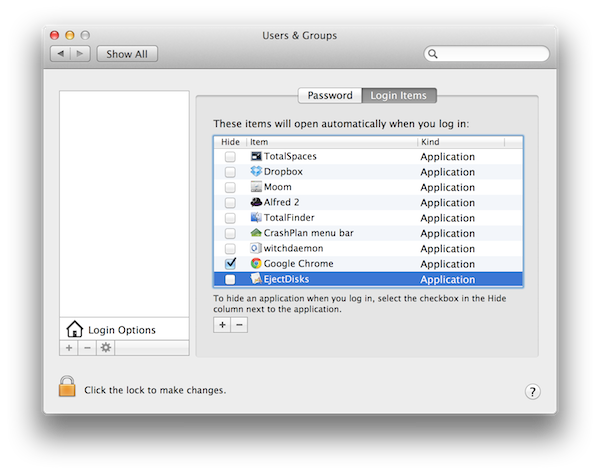 Users & Groups
Show All
Password
Login Items
These items will open automatically when you log in:
Hide Item Kind
TotalSpaces Application
Dropbox Application
Moom Application
Alfred 2 Application
TotalFinder Application
CrashPlan menu bar Application
witchdaemon Application
Google Chrome Application
EjectDisks Application
To hide an application when you log in, select the checkbox in the Hide
column next to the application.
+ −
Login Options
+ −
Click the lock to make changes.
?